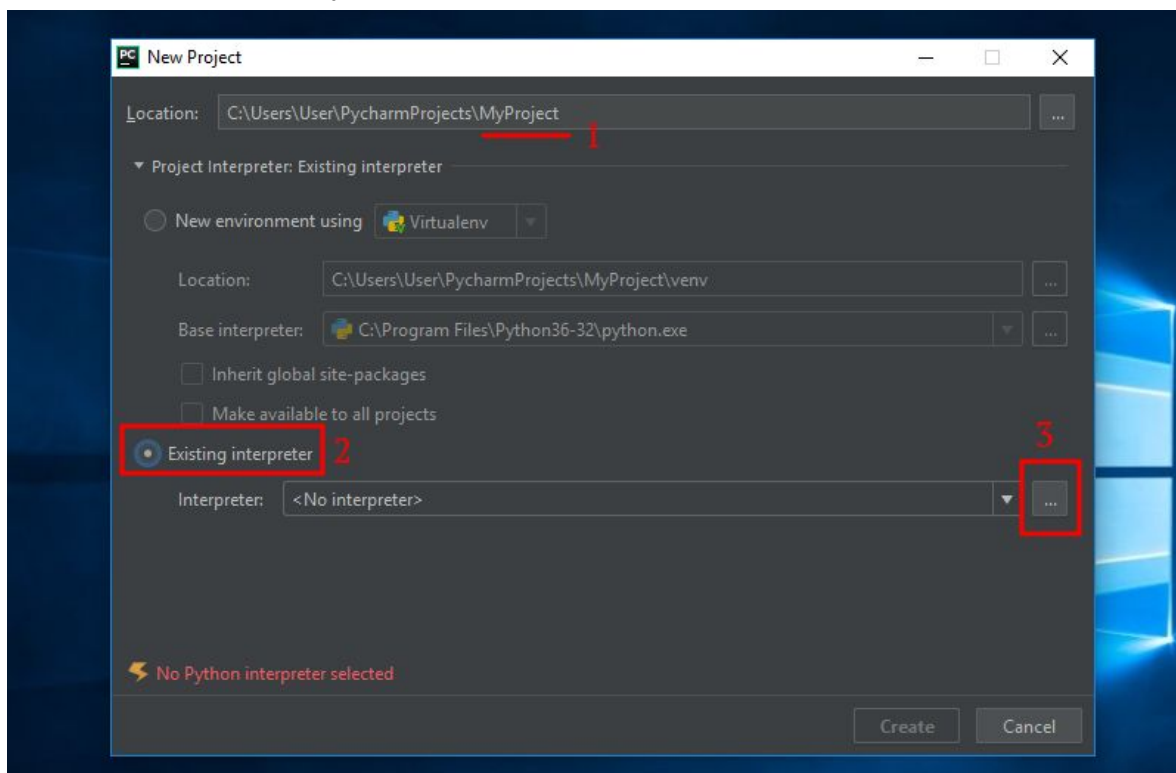 PC New Project
Location: C:\Users\User\PycharmProjects\MyProject ...
1
Project Interpreter: Existing interpreter
New environment using Virtualenv
Location: C:\Users\User\PycharmProjects\MyProject\venv ...
Base interpreter: C:\Program Files\Python36-32\python.exe ...
Inherit global site-packages
Make available to all projects
3
Existing interpreter 2
Interpreter: <No interpreter> ...
No Python interpreter selected
Create Cancel